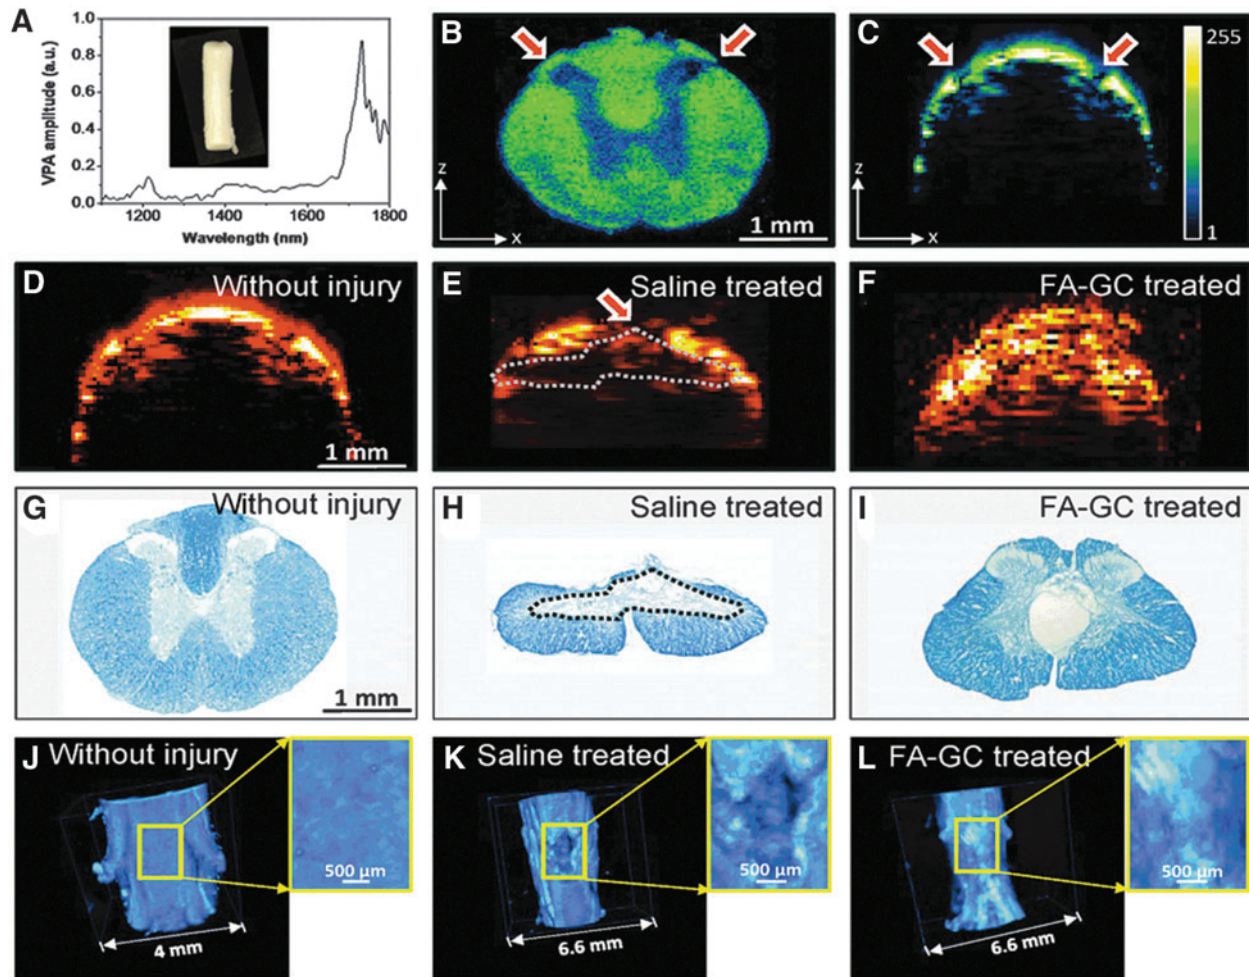 A
VPA amplitude (a.u.)
1.0
0.8
0.6
0.4
0.2
0.0
1200
1400
1600
1800
Wavelength (nm)
B
z
x
1 mm
C
255
1
z
x
D
Without injury
1 mm
E
Saline treated
F
FA-GC treated
G
Without injury
1 mm
H
Saline treated
I
FA-GC treated
J
Without injury
500 µm
4 mm
K
Saline treated
500 µm
6.6 mm
L
FA-GC treated
500 µm
6.6 mm